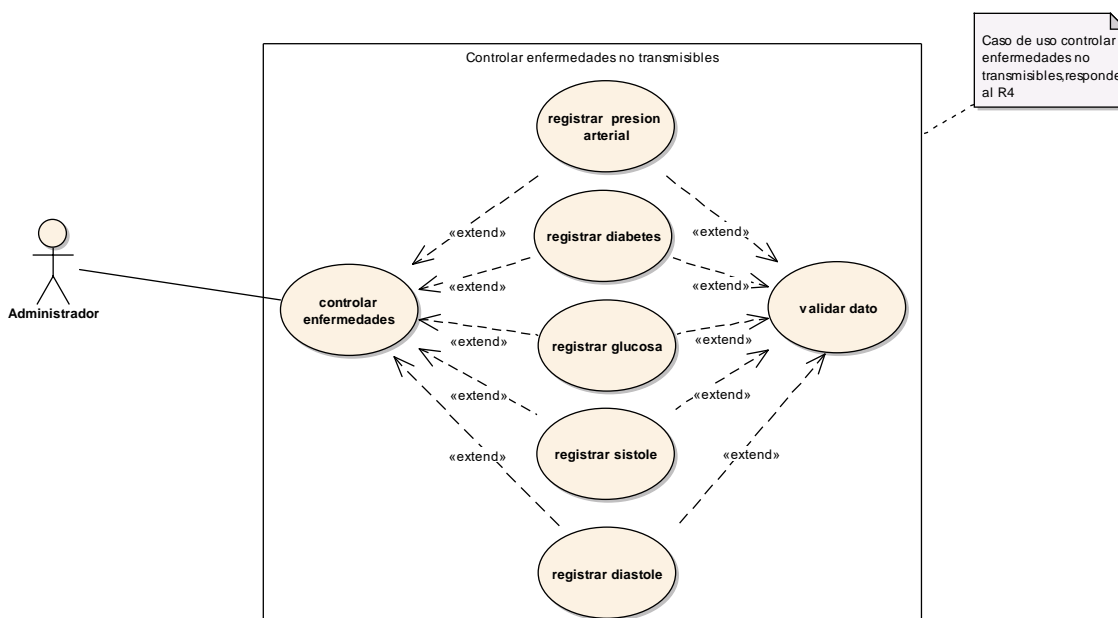 Caso de uso controlar
enfermedades no
transmisibles,responde
al R4
Controlar enfermedades no transmisibles
registrar presion
arterial
«extend»
«extend»
registrar diabetes
«extend»
«extend»
Administrador
controlar
enfermedades
validar dato
registrar glucosa
«extend»
«extend»
«extend»
«extend»
registrar sistole
«extend»
«extend»
registrar diastole